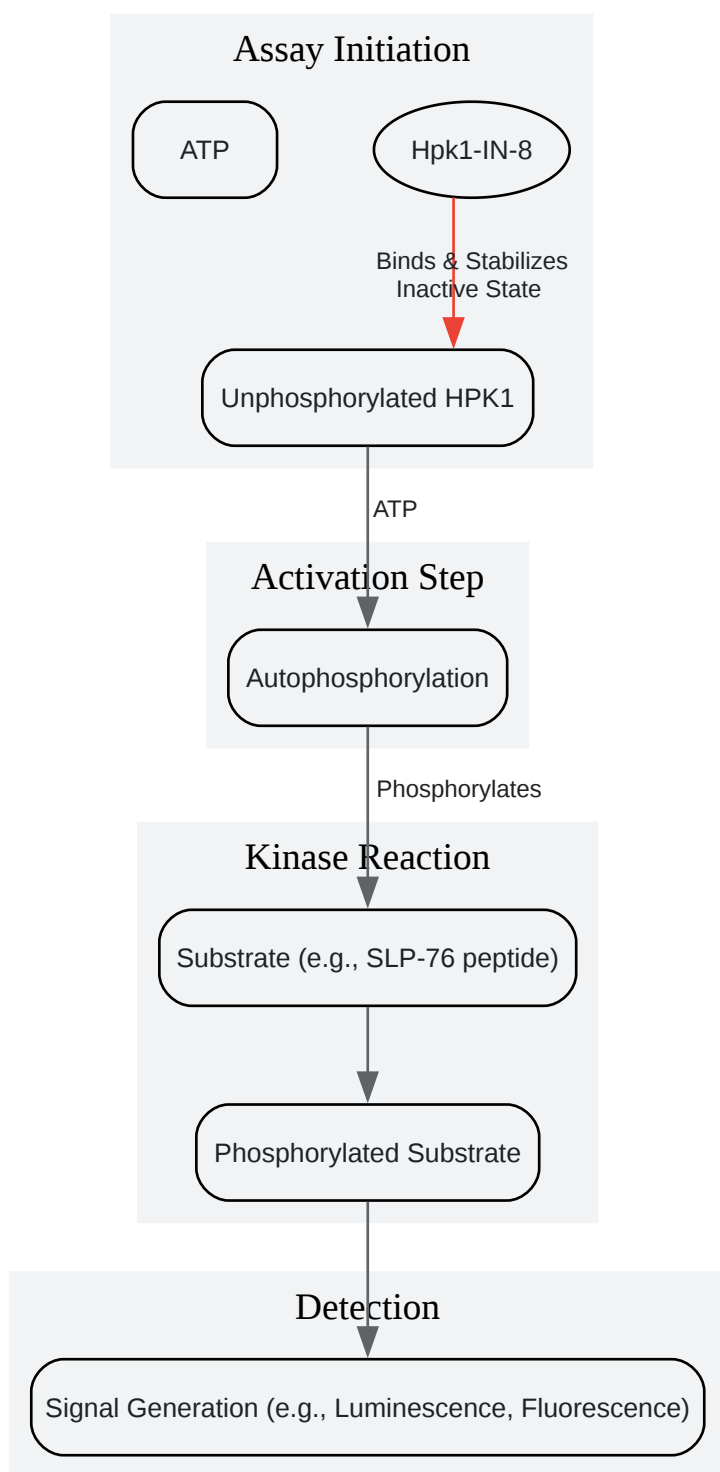 Assay Initiation
ATP
Hpk1-IN-8
Binds & Stabilizes
Inactive State
Unphosphorylated HPK1
ATP
Activation Step
Autophosphorylation
Phosphorylates
Kinase Reaction
Substrate (e.g., SLP-76 peptide)
Phosphorylated Substrate
Detection
Signal Generation (e.g., Luminescence, Fluorescence)